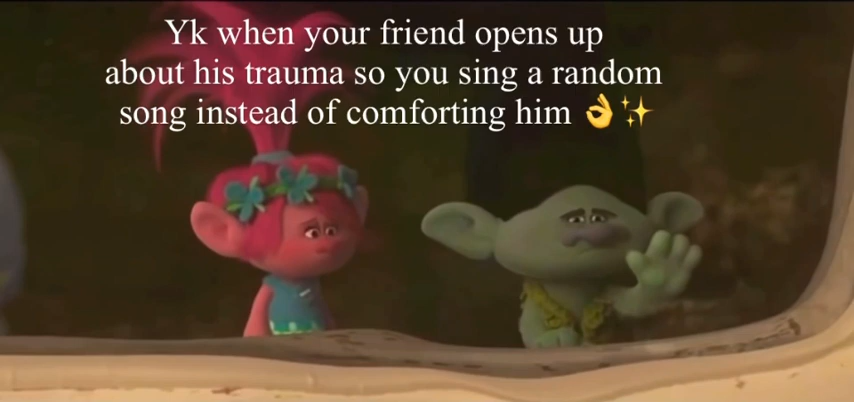 Yk when your friend opens up
about his trauma so you sing a random
song instead of comforting him 👌✨